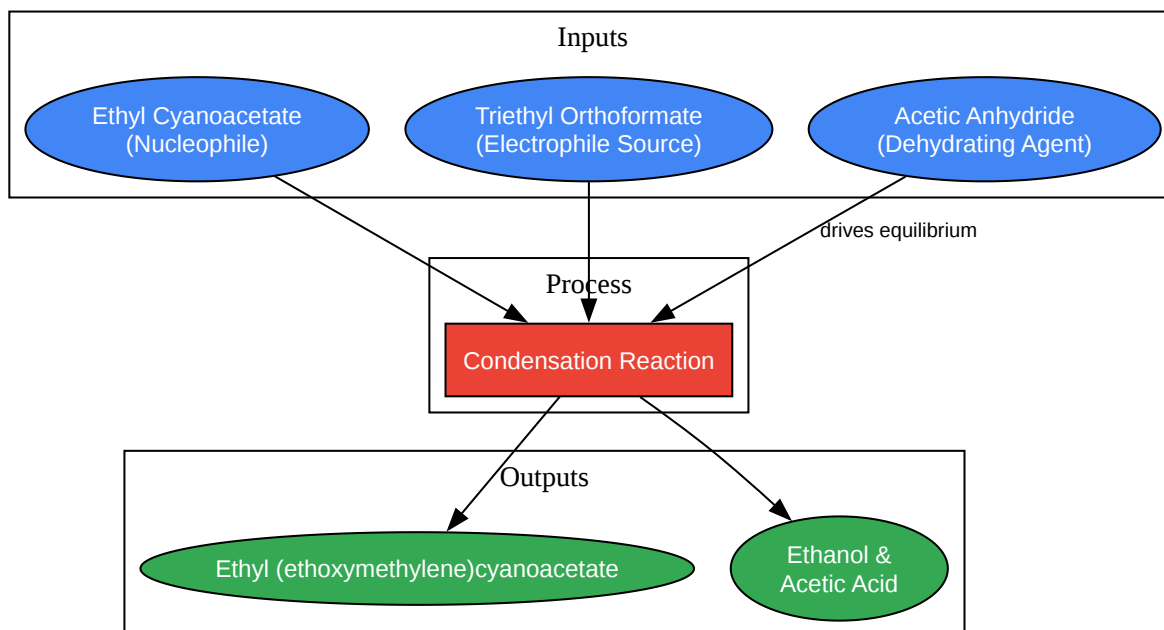 Inputs
Ethyl Cyanoacetate
(Nucleophile)
Triethyl Orthoformate
(Electrophile Source)
Acetic Anhydride
(Dehydrating Agent)
drives equilibrium
Process
Condensation Reaction
Outputs
Ethyl (ethoxymethylene)cyanoacetate
Ethanol &
Acetic Acid